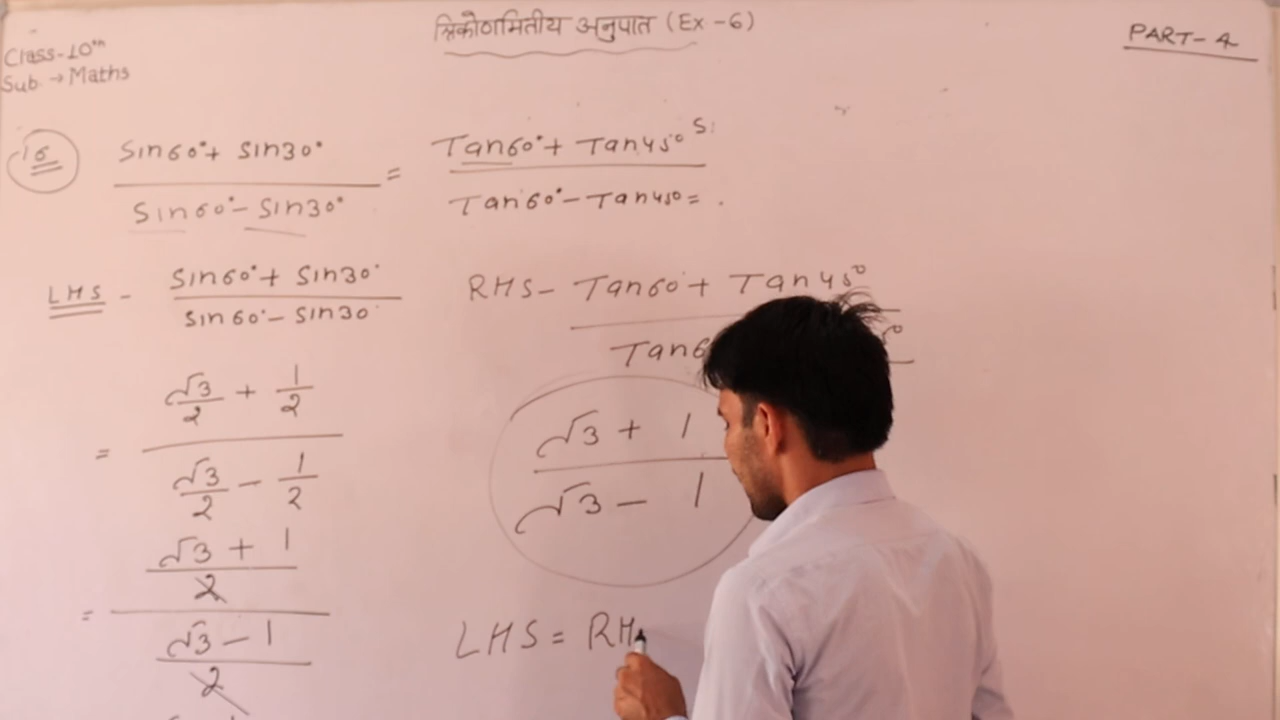 त्रिकोणमितीय अनुपात (Ex-6)
PART-4
Class-10th
Sub → Maths
16
Sin60°+ Sin30°
Sin60°- Sin30°
=
Tan60°+ Tan45°
Tan60°- Tan45° =
LHS -
Sin60°+ Sin30°
Sin60°- Sin30°
RHS- Tan60°+ Tan45°
√3/2 + 1/2
=
√3/2 - 1/2
√3 + 1
√3 - 1
√3 + 1
2
=
√3 - 1
2
LHS = RH